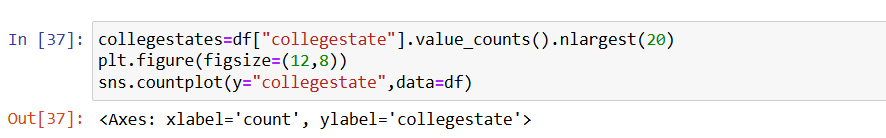 In [37]: collegestates=df["collegestate"].value_counts().nlargest(20)
plt.figure(figsize=(12,8))
sns.countplot(y="collegestate",data=df)
Out[37]: <Axes: xlabel='count', ylabel='collegestate'>